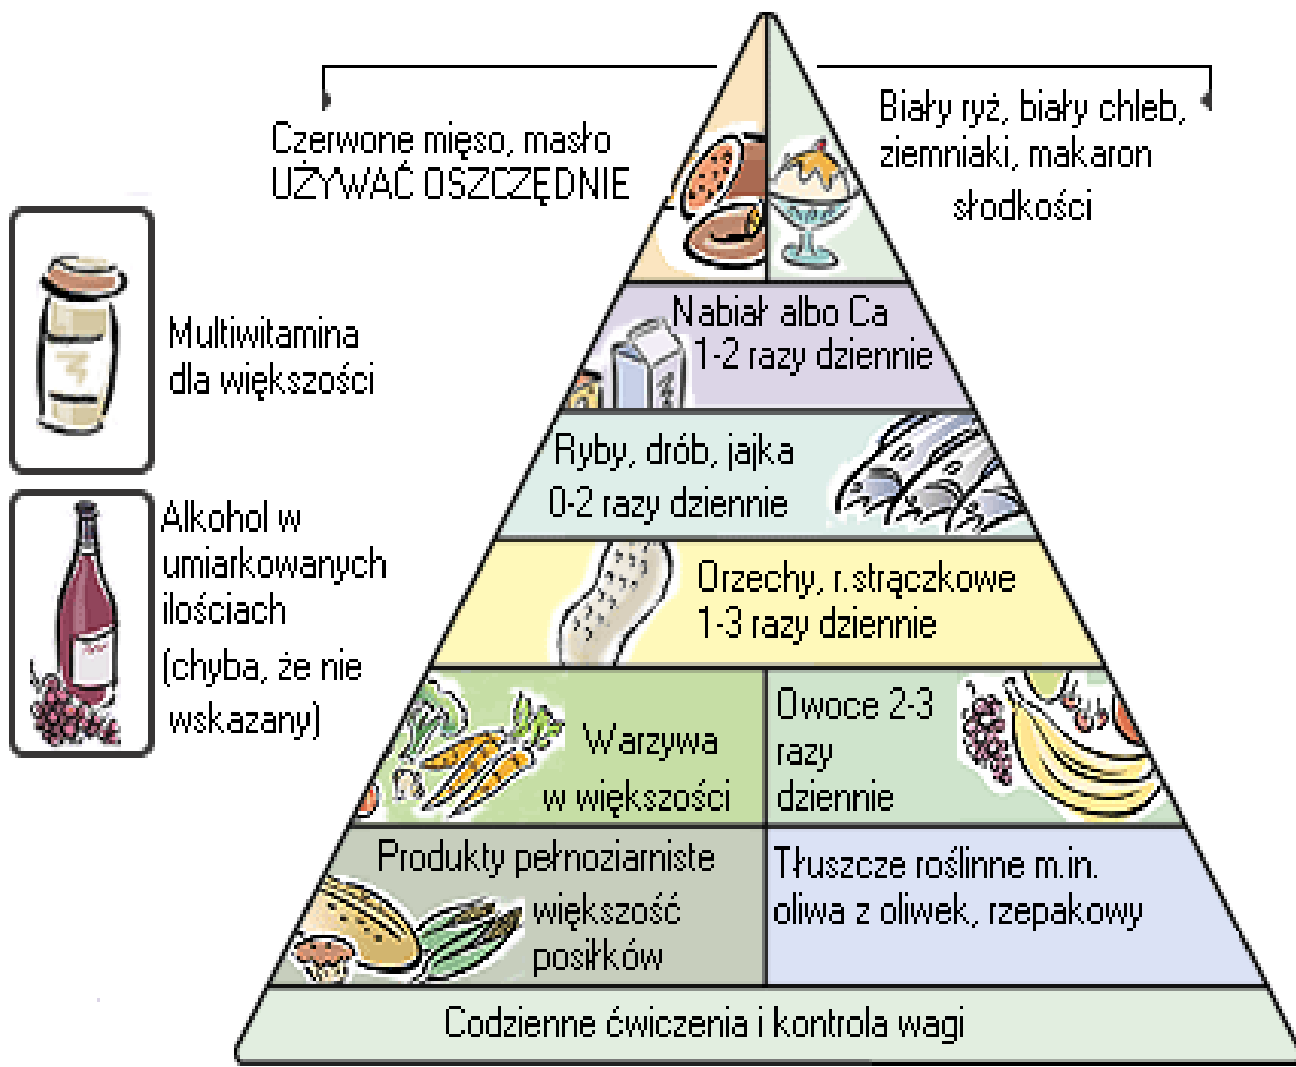 Czerwone mięso, masło
UŻYWAĆ OSZCZĘDNIE
Biały ryż, biały chleb,
ziemniaki, makaron
słodkości
Multiwitamina
dla większości
Alkohol w
umiarkowanych
ilościach
(chyba, że nie
wskazany)
Nabiał albo Ca
1-2 razy dziennie
Ryby, drób, jajka
0-2 razy dziennie
Orzechy, r.strączkowe
1-3 razy dziennie
Warzywa
w większości
Owoce 2-3
razy
dziennie
Produkty pełnoziarniste
większość
posiłków
Tłuszcze roślinne m.in.
oliwa z oliwek, rzepakowy
Codzienne ćwiczenia i kontrola wagi